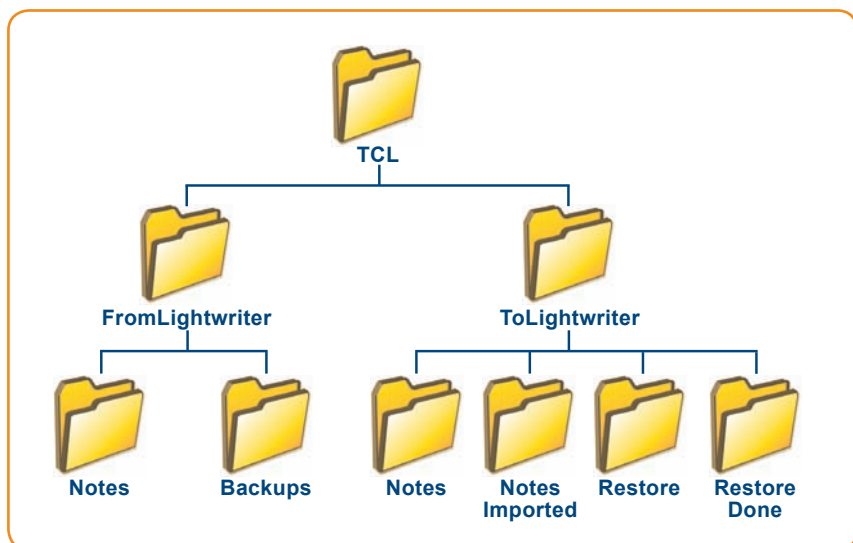 TCL
FromLightwriter
ToLightwriter
Notes
Backups
Notes
Notes
Imported
Restore
Restore
Done